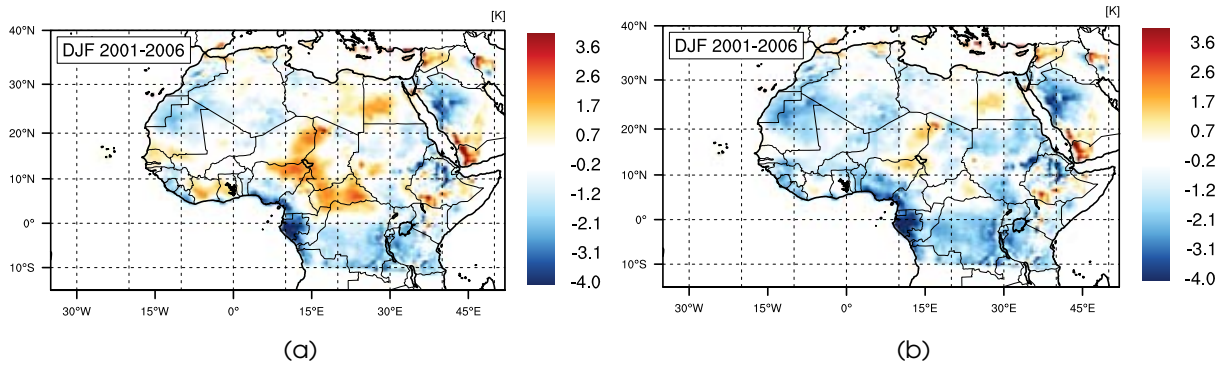 [K]
40°N
30°N
20°N
10°N
0°
10°S
30°W
15°W
0°
15°E
30°E
45°E
DJF 2001-2006
3.6
2.6
1.7
0.7
-0.2
-1.2
-2.1
-3.1
-4.0
(a)
[K]
40°N
30°N
20°N
10°N
0°
10°S
30°W
15°W
0°
15°E
30°E
45°E
DJF 2001-2006
3.6
2.6
1.7
0.7
-0.2
-1.2
-2.1
-3.1
-4.0
(b)